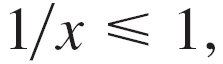 1/x ⩽ 1,